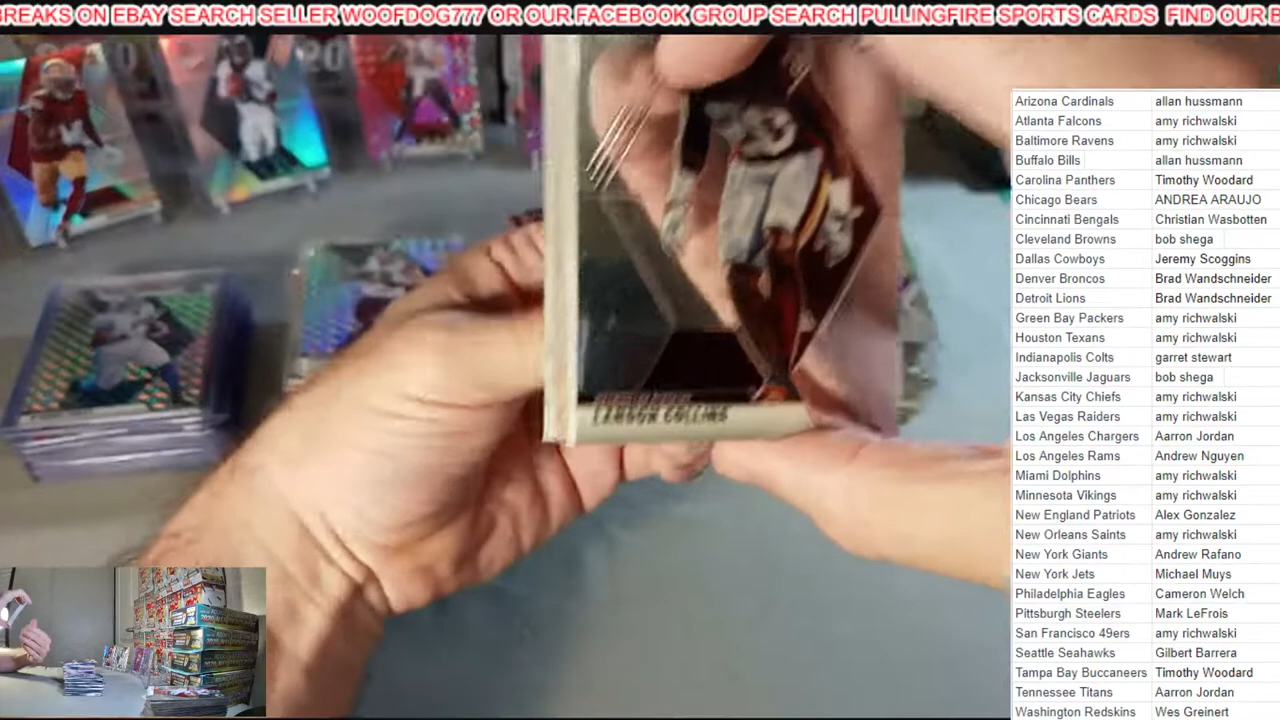 BREAKS ON EBAY SEARCH SELLER WOOFDOG777 OR OUR FACEBOOK GROUP SEARCH PULLINGFIRE SPORTS CARDS FIND OUR
Arizona Cardinals allan hussmann
Atlanta Falcons amy richwalski
Baltimore Ravens amy richwalski
Buffalo Bills allan hussmann
Carolina Panthers Timothy Woodard
Chicago Bears ANDREA ARAUJO
Cincinnati Bengals Christian Wasbotten
Cleveland Browns bob shega
Dallas Cowboys Jeremy Scoggins
Denver Broncos Brad Wandschneider
Detroit Lions Brad Wandschneider
Green Bay Packers amy richwalski
Houston Texans amy richwalski
Indianapolis Colts garret stewart
Jacksonville Jaguars bob shega
Kansas City Chiefs amy richwalski
Las Vegas Raiders amy richwalski
Los Angeles Chargers Aarron Jordan
Los Angeles Rams Andrew Nguyen
Miami Dolphins amy richwalski
Minnesota Vikings amy richwalski
New England Patriots Alex Gonzalez
New Orleans Saints amy richwalski
New York Giants Andrew Rafano
New York Jets Michael Muys
Philadelphia Eagles Cameron Welch
Pittsburgh Steelers Mark LeFrois
San Francisco 49ers amy richwalski
Seattle Seahawks Gilbert Barrera
Tampa Bay Buccaneers Timothy Woodard
Tennessee Titans Aarron Jordan
Washington Redskins Wes Greinert
LANDON COLLINS